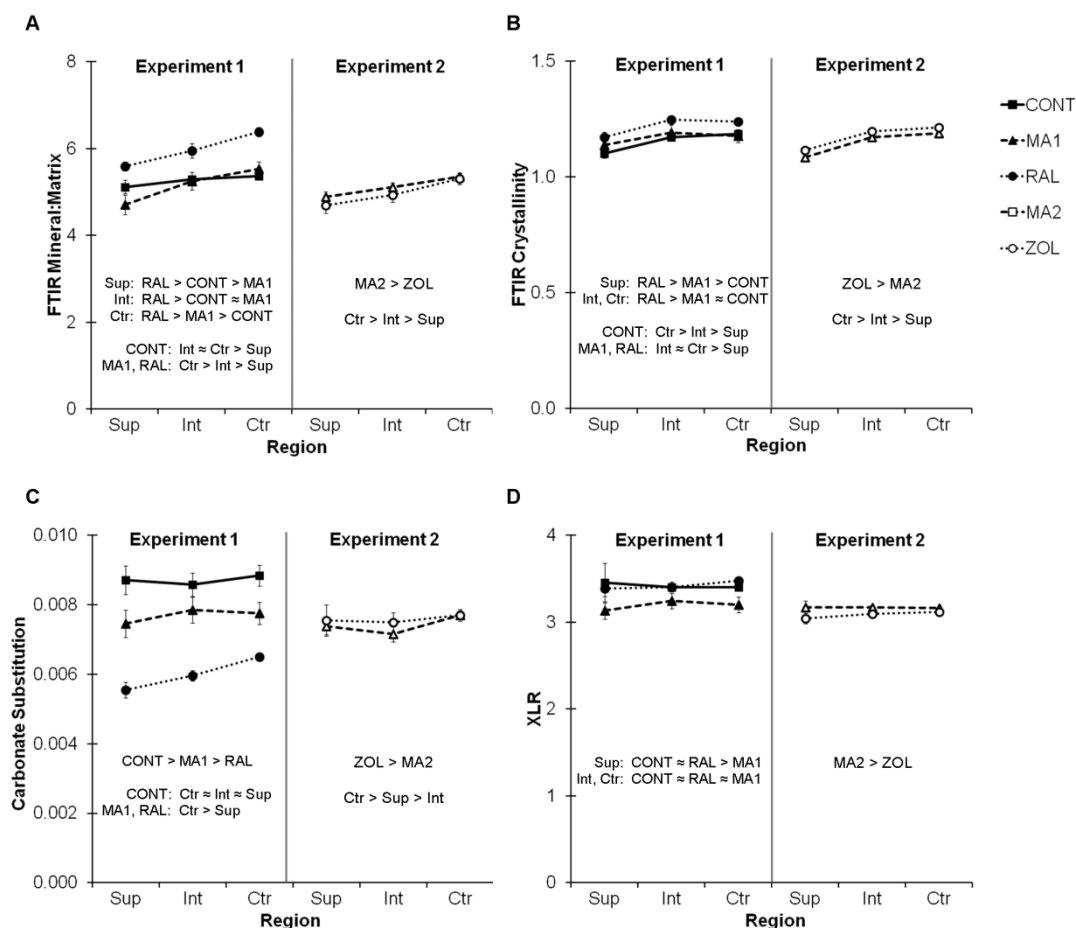 A
Experiment 1
Experiment 2
8
6
4
2
0
FTIR Mineral:Matrix
Sup: RAL > CONT > MA1
Int: RAL > CONT ≈ MA1
Ctr: RAL > MA1 > CONT
CONT: Int ≈ Ctr > Sup
MA1, RAL: Ctr > Int > Sup
MA2 > ZOL
Ctr > Int > Sup
Sup Int Ctr Sup Int Ctr
Region
B
Experiment 1
Experiment 2
1.5
1.0
0.5
0.0
FTIR Crystallinity
Sup: RAL > MA1 > CONT
Int, Ctr: RAL > MA1 ≈ CONT
CONT: Ctr > Int > Sup
MA1, RAL: Int ≈ Ctr > Sup
ZOL > MA2
Ctr > Int > Sup
Sup Int Ctr Sup Int Ctr
Region
CONT
MA1
RAL
MA2
ZOL
C
Experiment 1
Experiment 2
0.010
0.008
0.006
0.004
0.002
0.000
Carbonate Substitution
CONT > MA1 > RAL
CONT: Ctr ≈ Int ≈ Sup
MA1, RAL: Ctr > Sup
ZOL > MA2
Ctr > Sup > Int
Sup Int Ctr Sup Int Ctr
Region
D
Experiment 1
Experiment 2
4
3
2
1
0
XLR
Sup: CONT ≈ RAL > MA1
Int, Ctr: CONT ≈ RAL ≈ MA1
MA2 > ZOL
Sup Int Ctr Sup Int Ctr
Region